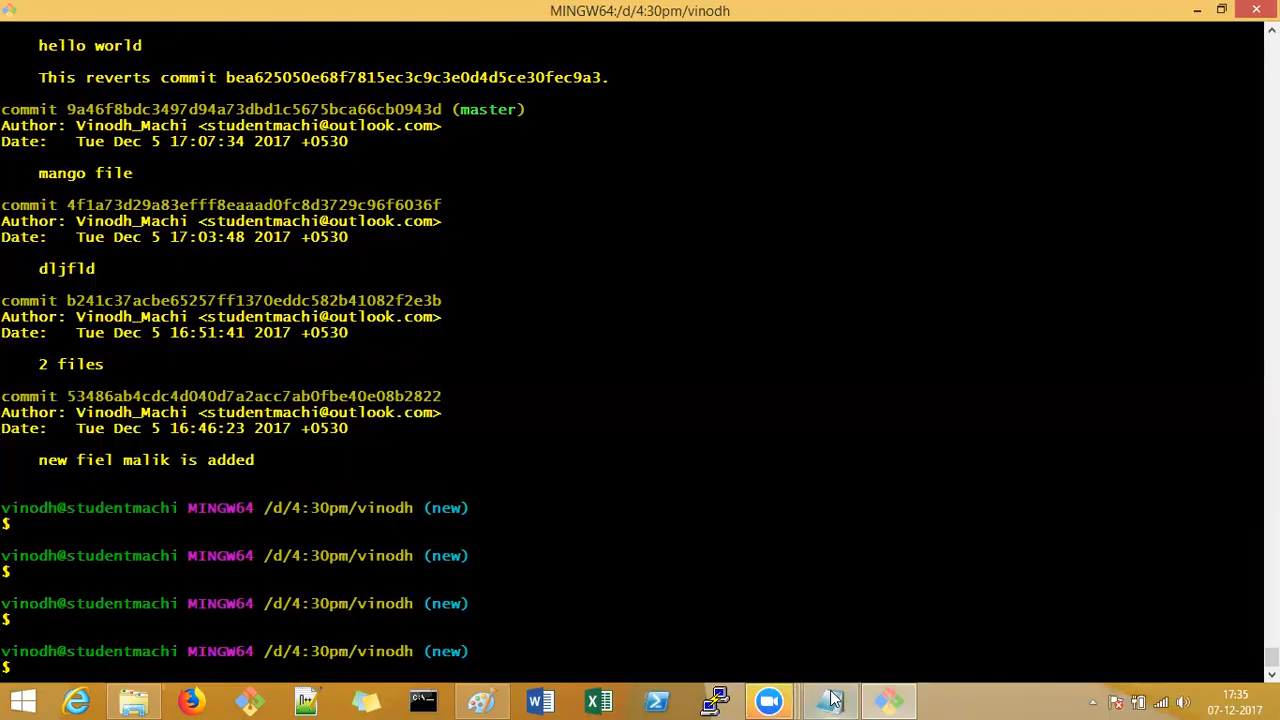 MINGW64:/d/4:30pm/vinodh
hello world
This reverts commit bea625050e68f7815ec3c9c3e0d4d5ce30fec9a3.
commit 9a46f8bdc3497d94a73dbd1c5675bca66cb0943d (master)
Author: Vinodh_Machi <studentmachi@outlook.com>
Date:   Tue Dec 5 17:07:34 2017 +0530
mango file
commit 4f1a73d29a83efff8eaaad0fc8d3729c96f6036f
Author: Vinodh_Machi <studentmachi@outlook.com>
Date:   Tue Dec 5 17:03:48 2017 +0530
dljfld
commit b241c37acbe65257ff1370eddc582b41082f2e3b
Author: Vinodh_Machi <studentmachi@outlook.com>
Date:   Tue Dec 5 16:51:41 2017 +0530
2 files
commit 53486ab4cdc4d040d7a2acc7ab0fbe40e08b2822
Author: Vinodh_Machi <studentmachi@outlook.com>
Date:   Tue Dec 5 16:46:23 2017 +0530
new fiel malik is added
vinodh@studentmachi MINGW64 /d/4:30pm/vinodh (new)
$
vinodh@studentmachi MINGW64 /d/4:30pm/vinodh (new)
$
vinodh@studentmachi MINGW64 /d/4:30pm/vinodh (new)
$
vinodh@studentmachi MINGW64 /d/4:30pm/vinodh (new)
$
17:35
07-12-2017